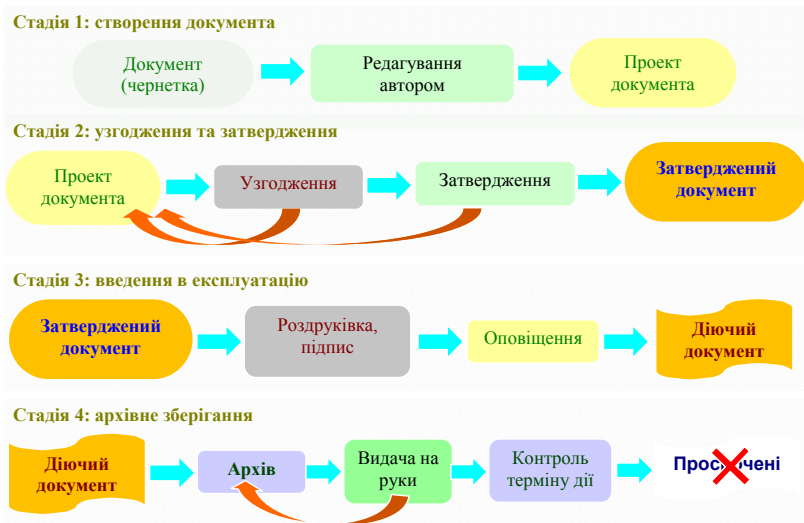 Стадія 1: створення документа
Документ
(чернетка)
Редагування
автором
Проект
документа
Стадія 2: узгодження та затвердження
Проект
документа
Узгодження
Затвердження
Затверджений
документ
Стадія 3: введення в експлуатацію
Затверджений
документ
Роздруківка,
підпис
Оповіщення
Діючий
документ
Стадія 4: архівне зберігання
Діючий
документ
Архів
Видача на
руки
Контроль
терміну дії